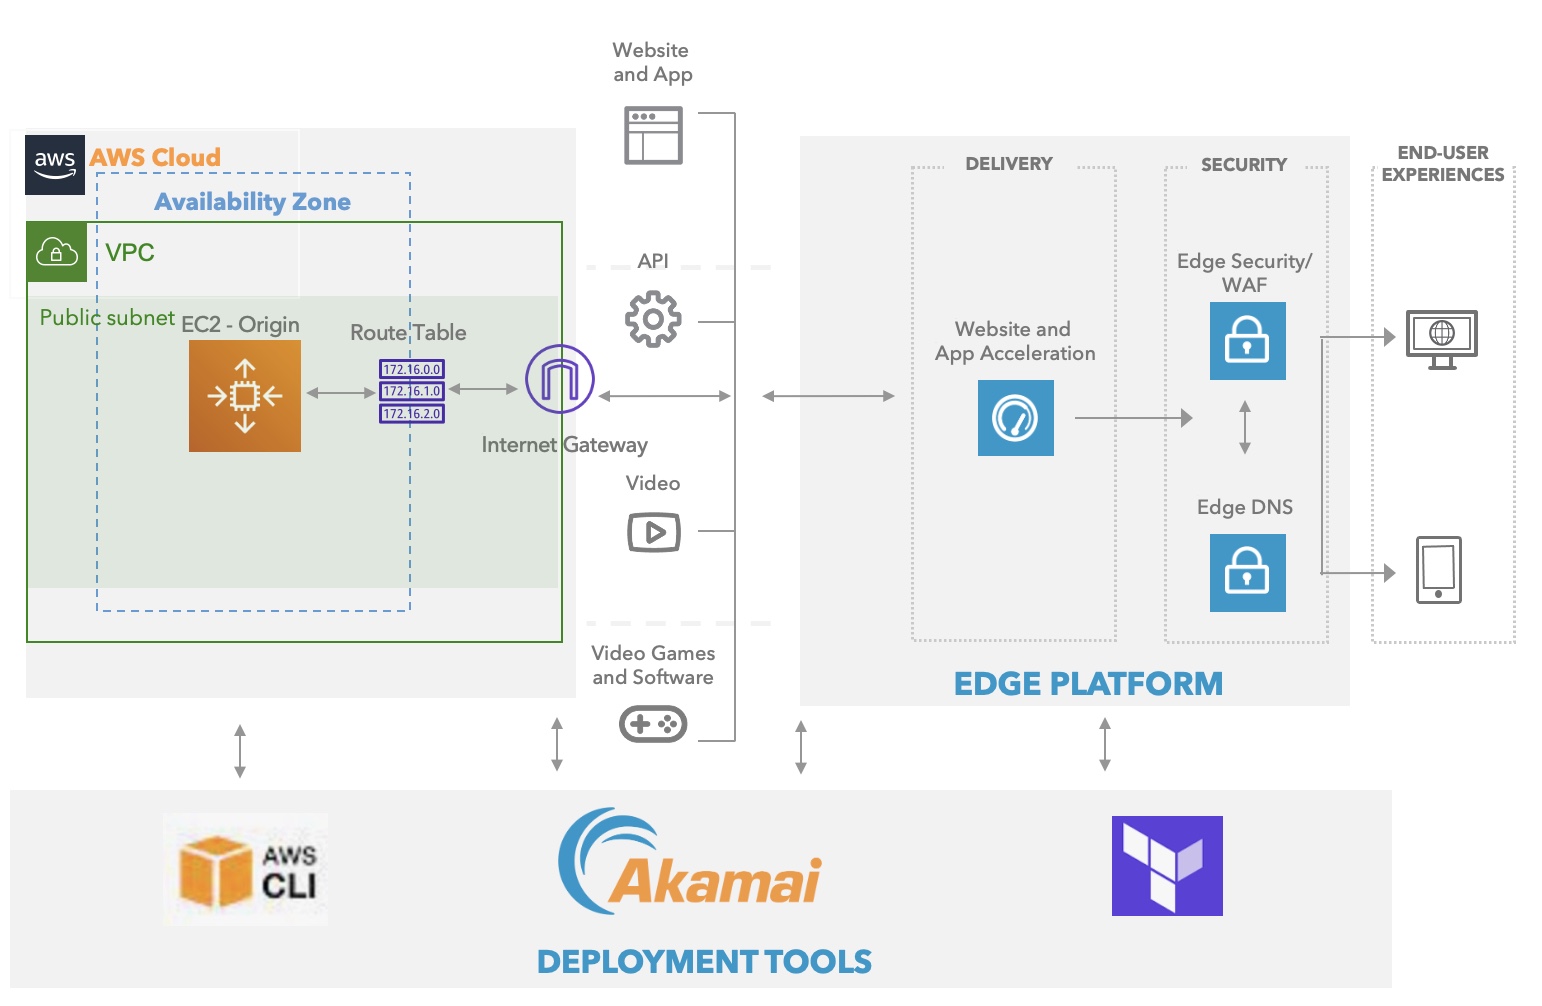 Website
and App
aws
AWS Cloud
Availability Zone
VPC
Public subnet
EC2 - Origin
Route Table
172.16.0.0
172.16.1.0
172.16.2.0
Internet Gateway
API
Video
Video Games
and Software
DELIVERY
Website and
App Acceleration
SECURITY
Edge Security/
WAF
Edge DNS
END-USER
EXPERIENCES
EDGE PLATFORM
AWS
CLI
Akamai
DEPLOYMENT TOOLS